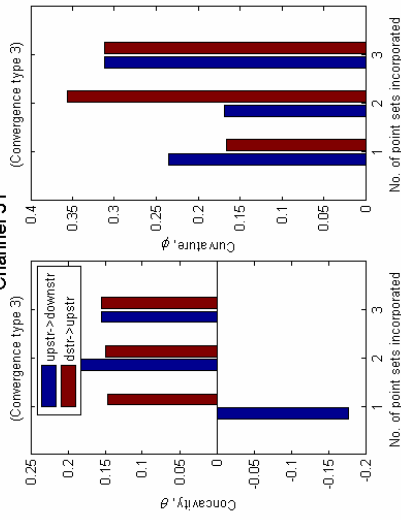 Channel
(Convergence type 3)
upstr->downstr
dstr->upstr
0.25
0.2
0.15
0.1
0.05
0
-0.05
-0.1
-0.15
-0.2
Concavity, θ
1 2 3
No. of point sets incorporated
(Convergence type 3)
0.4
0.35
0.3
0.25
0.2
0.15
0.1
0.05
0
Curvature, ϕ
1 2 3
No. of point sets incorporated